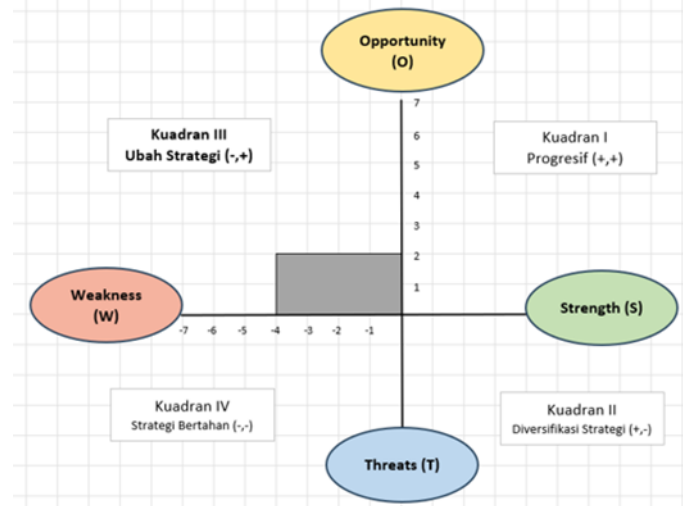 Opportunity
(O)
7
Kuadran III
Ubah Strategi (-,+)
Kuadran I
Progresif (+,+)
6
5
4
3
2
1
Weakness
(W)
Strength (S)
-7 -6 -5 -4 -3 -2 -1
Kuadran IV
Strategi Bertahan (-,-)
Kuadran II
Diversifikasi Strategi (+,-)
Threats (T)